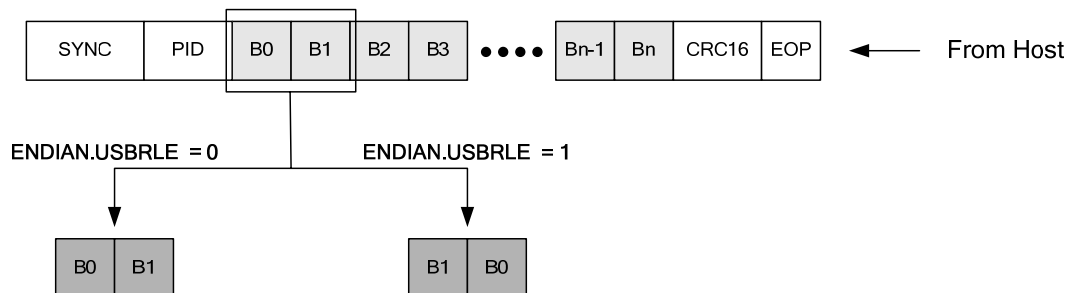 SYNC PID B0 B1 B2 B3 •••• Bn-1 Bn CRC16 EOP From Host
ENDIAN.USBRLE = 0 ENDIAN.USBRLE = 1
B0 B1 B1 B0